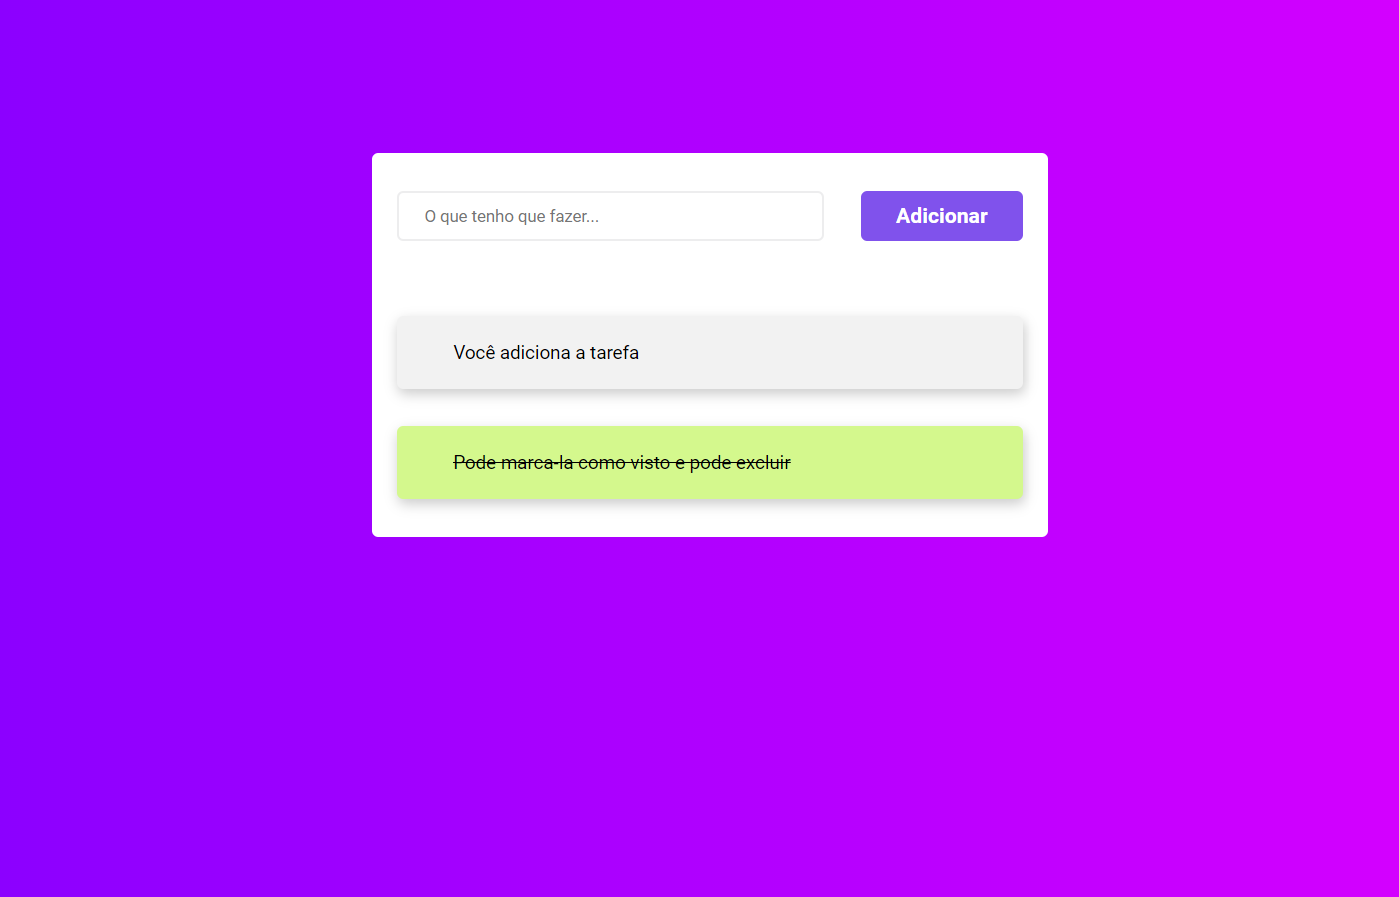 O que tenho que fazer...
Adicionar
Você adiciona a tarefa
Pode marca-la como visto e pode excluir